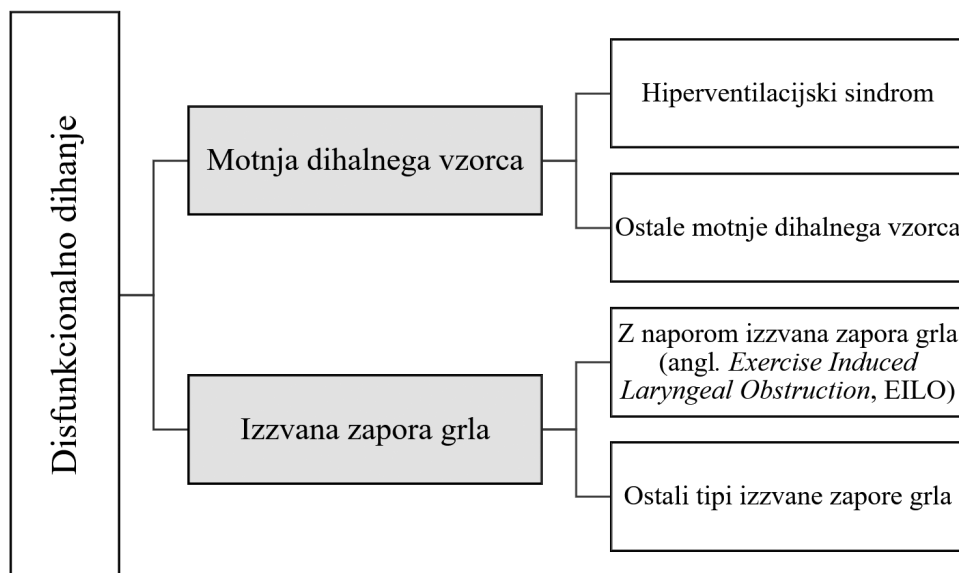 Disfunkcionalno dihanje
Motnja dihalnega vzorca
Hiperventilacijski sindrom
Ostale motnje dihalnega vzorca
Izzvana zapora grla
Z naporom izzvana zapora grla
(angl. Exercise Induced
Laryngeal Obstruction, EILO)
Ostali tipi izzvane zapore grla